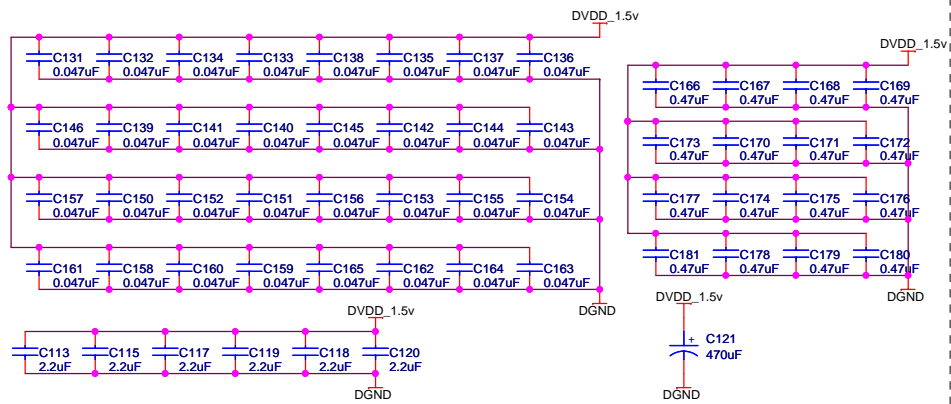 DVDD_1.5v
C131 C132 C134 C133 C138 C135 C137 C136
0.047uF 0.047uF 0.047uF 0.047uF 0.047uF 0.047uF 0.047uF 0.047uF
C146 C139 C141 C140 C145 C142 C144 C143
0.047uF 0.047uF 0.047uF 0.047uF 0.047uF 0.047uF 0.047uF 0.047uF
C157 C150 C152 C151 C156 C153 C155 C154
0.047uF 0.047uF 0.047uF 0.047uF 0.047uF 0.047uF 0.047uF 0.047uF
C161 C158 C160 C159 C165 C162 C164 C163
0.047uF 0.047uF 0.047uF 0.047uF 0.047uF 0.047uF 0.047uF 0.047uF
DGND
DVDD_1.5v
C166 C167 C168 C169
0.47uF 0.47uF 0.47uF 0.47uF
C173 C170 C171 C172
0.47uF 0.47uF 0.47uF 0.47uF
C177 C174 C175 C176
0.47uF 0.47uF 0.47uF 0.47uF
C181 C178 C179 C180
0.47uF 0.47uF 0.47uF 0.47uF
DGND
DVDD_1.5v
C113 C115 C117 C119 C118 C120
2.2uF 2.2uF 2.2uF 2.2uF 2.2uF 2.2uF
DGND
DVDD_1.5v
+
C121
470uF
DGND